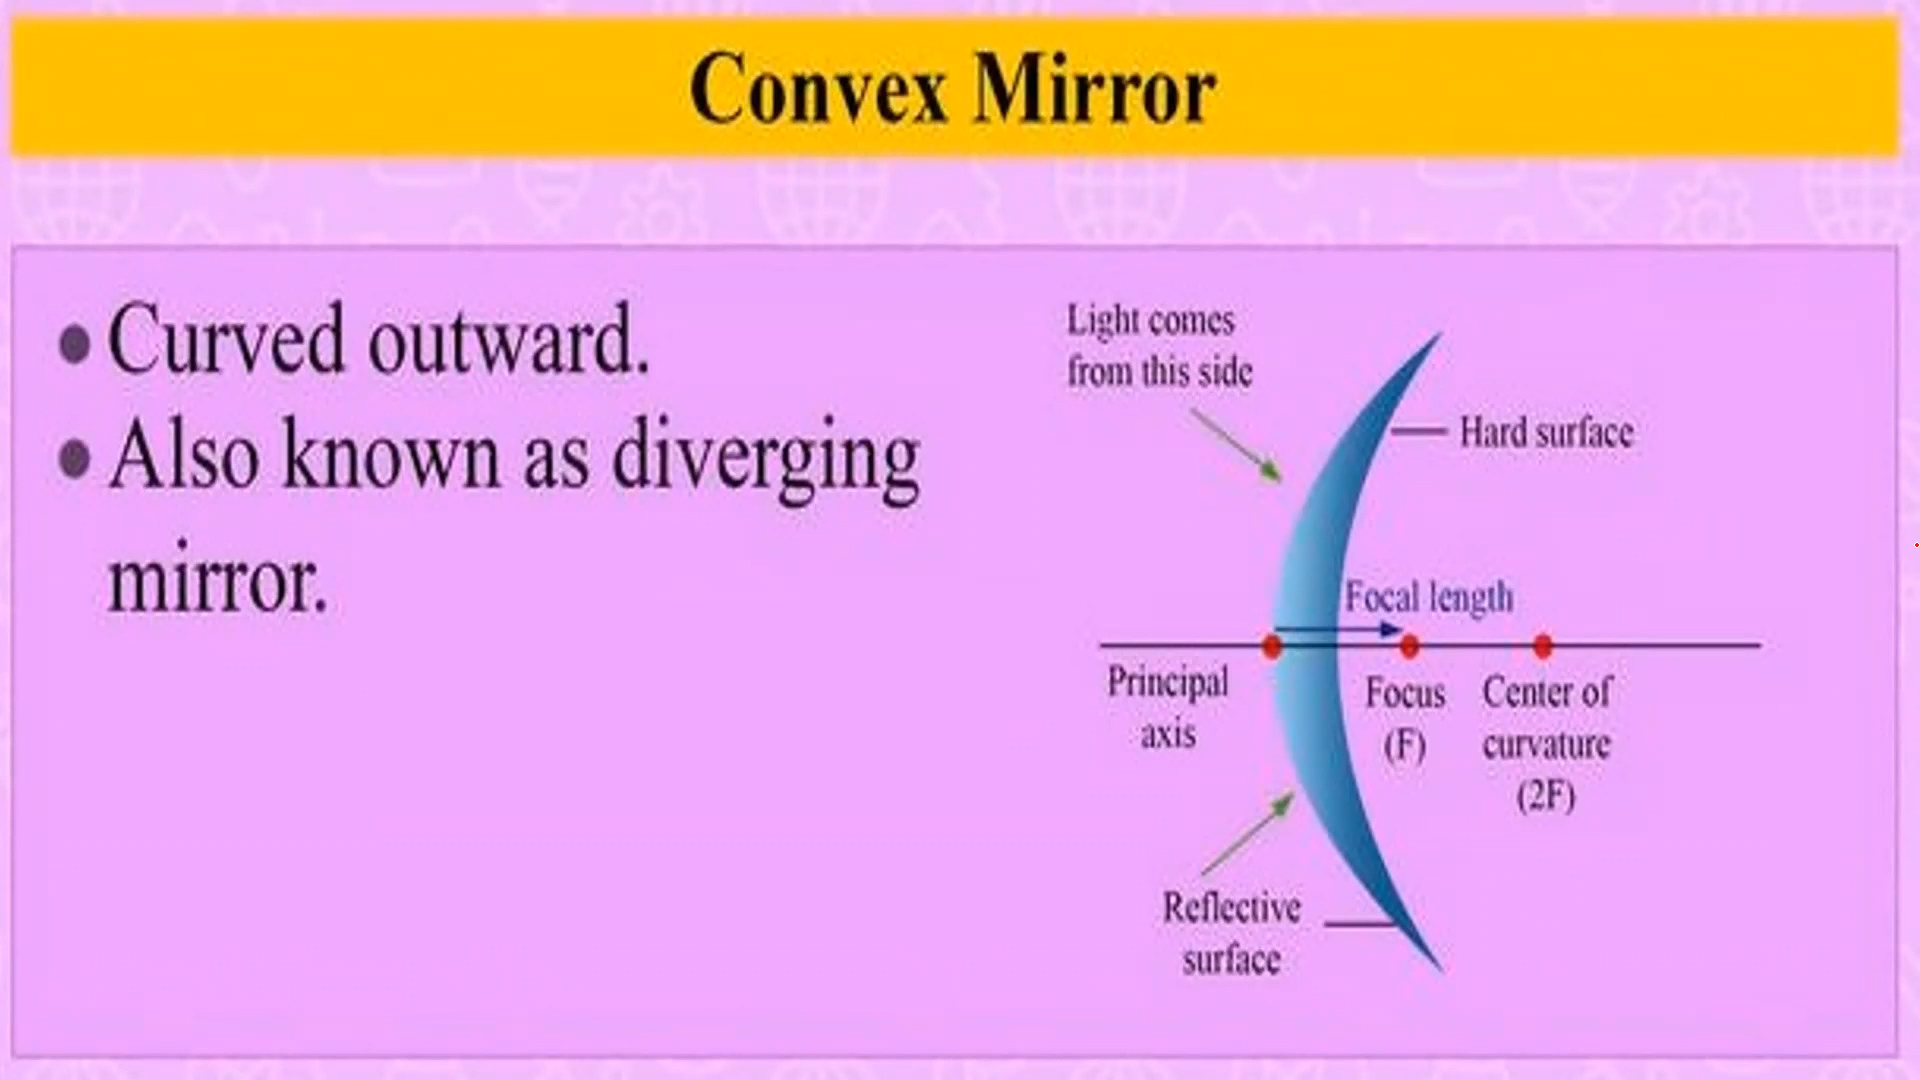 Convex Mirror
• Curved outward.
• Also known as diverging
mirror.
Light comes
from this side
Hard surface
Focal length
Principal
axis
Focus
(F)
Center of
curvature
(2F)
Reflective
surface